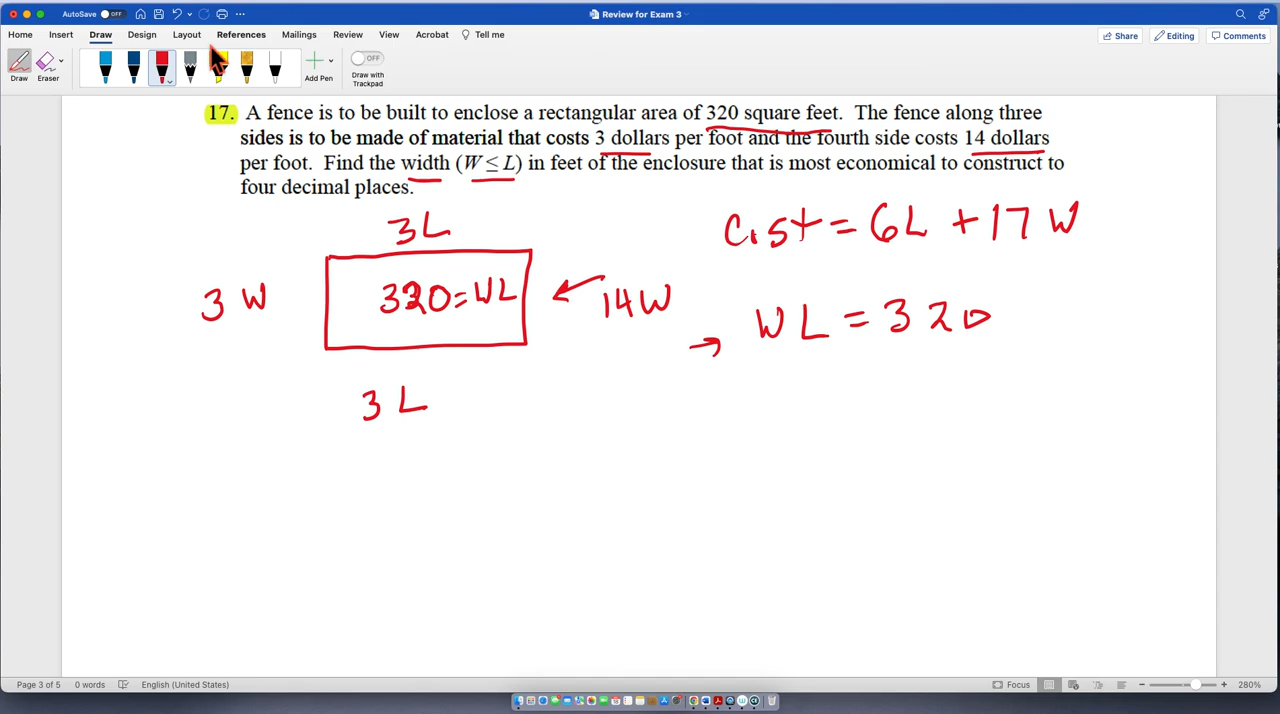 AutoSave OFF
Review for Exam 3
Home Insert Draw Design Layout References Mailings Review View Acrobat Tell me
Share Editing Comments
Draw Eraser Add Pen Draw with Trackpad OFF
17. A fence is to be built to enclose a rectangular area of 320 square feet. The fence along three
sides is to be made of material that costs 3 dollars per foot and the fourth side costs 14 dollars
per foot. Find the width (W ≤ L) in feet of the enclosure that is most economical to construct to
four decimal places.
3L
Cost = 6L + 17W
3W
320=WL
← 14W
→ WL = 320
3L
Page 3 of 5 0 words English (United States) Focus 280%